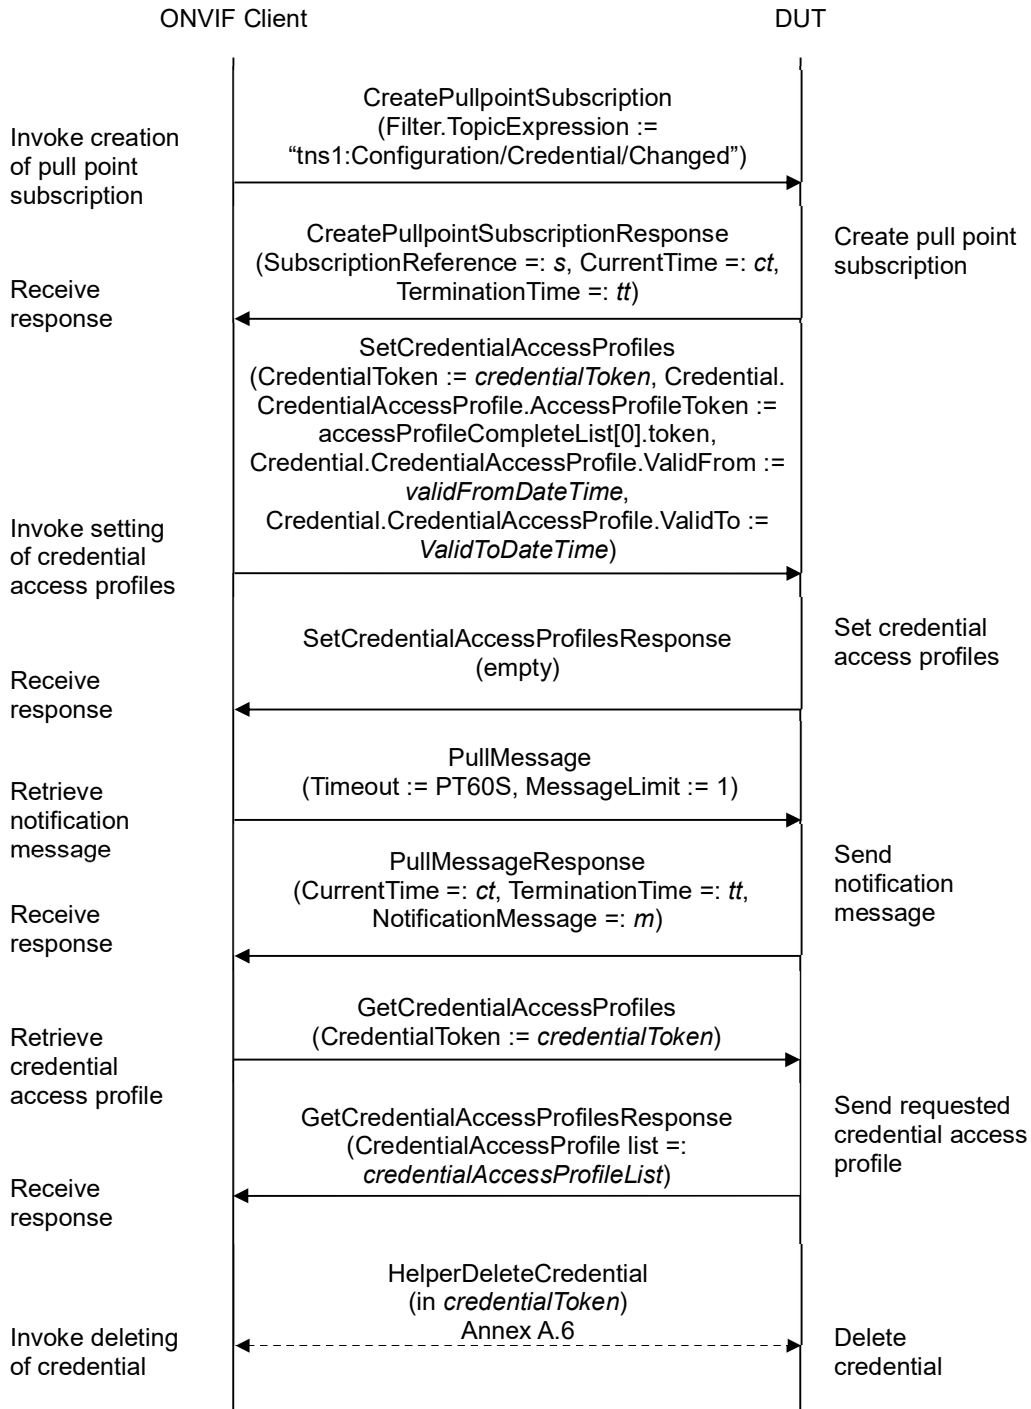 ONVIF Client
DUT
CreatePullpointSubscription
(Filter.TopicExpression :=
“tns1:Configuration/Credential/Changed”)
Invoke creation
of pull point
subscription
CreatePullpointSubscriptionResponse
(SubscriptionReference =: s, CurrentTime =: ct,
TerminationTime =: tt)
Create pull point
subscription
Receive
response
SetCredentialAccessProfiles
(CredentialToken := credentialToken, Credential.
CredentialAccessProfile.AccessProfileToken :=
accessProfileCompleteList[0].token,
Credential.CredentialAccessProfile.ValidFrom :=
validFromDateTime,
Credential.CredentialAccessProfile.ValidTo :=
ValidToDateTime)
Invoke setting
of credential
access profiles
SetCredentialAccessProfilesResponse
(empty)
Set credential
access profiles
Receive
response
PullMessage
(Timeout := PT60S, MessageLimit := 1)
Retrieve
notification
message
PullMessageResponse
(CurrentTime =: ct, TerminationTime =: tt,
NotificationMessage =: m)
Send
notification
message
Receive
response
GetCredentialAccessProfiles
(CredentialToken := credentialToken)
Retrieve
credential
access profile
GetCredentialAccessProfilesResponse
(CredentialAccessProfile list =:
credentialAccessProfileList)
Send requested
credential access
profile
Receive
response
HelperDeleteCredential
(in credentialToken)
Annex A.6
Invoke deleting
of credential
Delete
credential